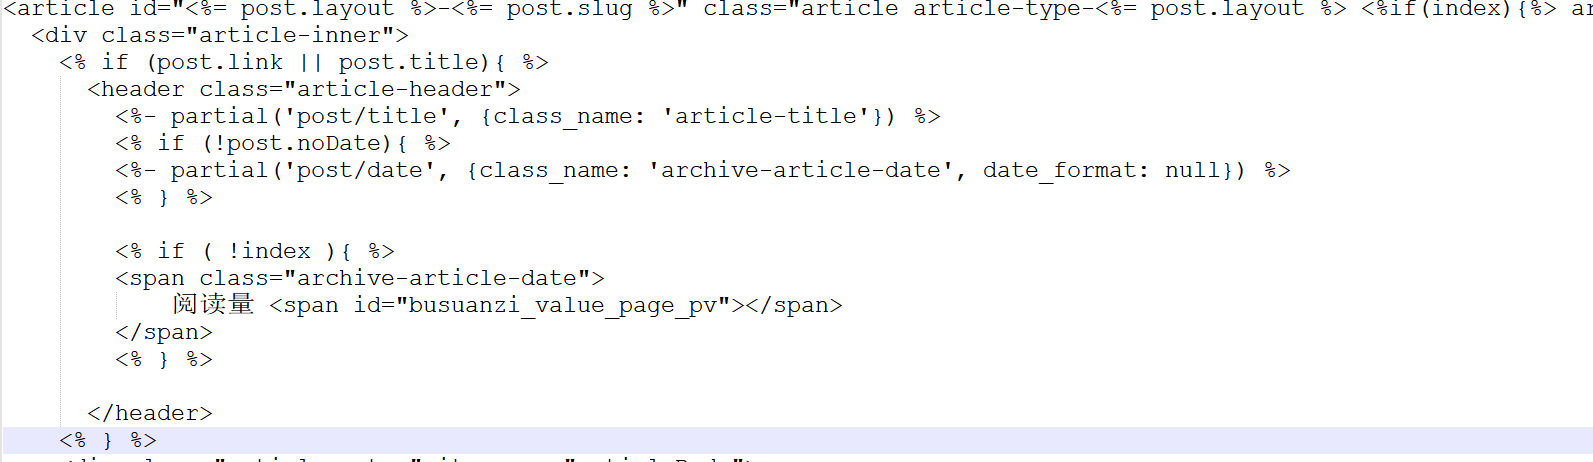 <article id="<%= post.layout %>-<%= post.slug %>" class="article article-type-<%= post.layout %> <%if(index){%> ar
<div class="article-inner">
<% if (post.link || post.title){ %>
<header class="article-header">
<%- partial('post/title', {class_name: 'article-title'}) %>
<% if (!post.noDate){ %>
<%- partial('post/date', {class_name: 'archive-article-date', date_format: null}) %>
<% } %>
<% if ( !index ){ %>
<span class="archive-article-date">
阅读量 <span id="busuanzi_value_page_pv"></span>
</span>
<% } %>
</header>
<% } %>